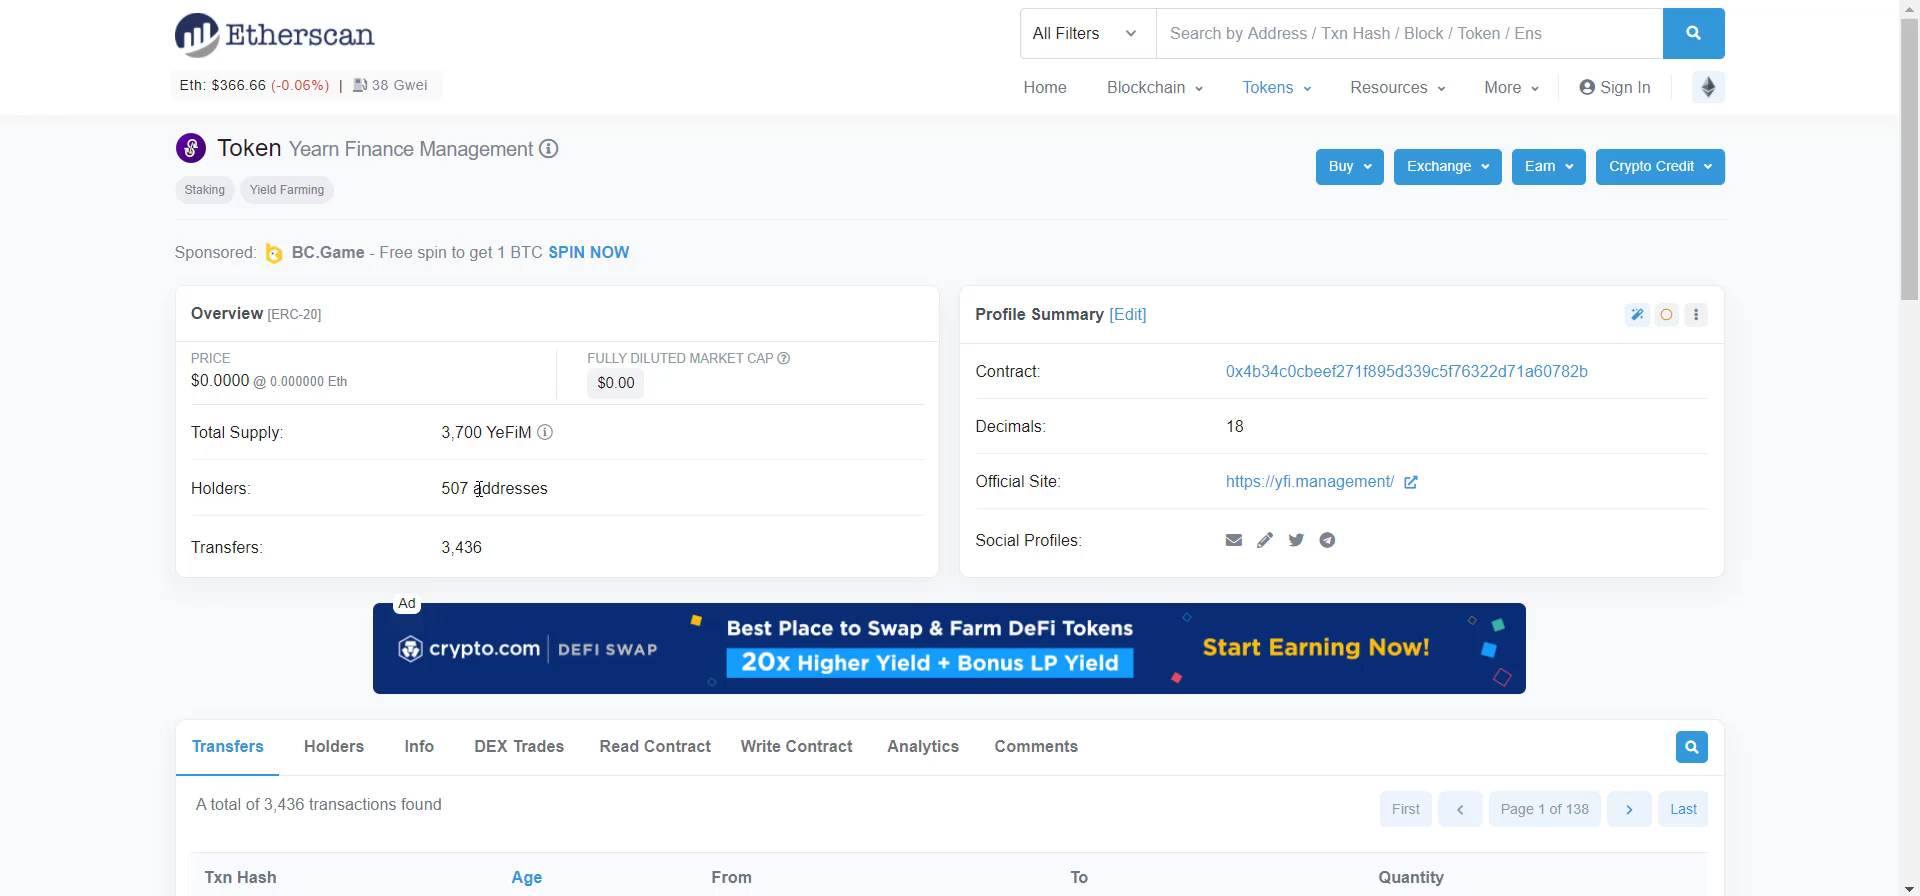 Etherscan
All Filters
Search by Address / Txn Hash / Block / Token / Ens
Eth: $366.66 (-0.06%) | 38 Gwei
Home Blockchain Tokens Resources More Sign In
Token Yearn Finance Management
Staking Yield Farming
Buy Exchange Earn Crypto Credit
Sponsored: BC.Game - Free spin to get 1 BTC SPIN NOW
Overview [ERC-20]
PRICE
$0.0000 @ 0.000000 Eth
FULLY DILUTED MARKET CAP
$0.00
Total Supply: 3,700 YeFiM
Holders: 507 addresses
Transfers: 3,436
Profile Summary [Edit]
Contract: 0x4b34c0cbeef271f895d339c5f76322d71a60782b
Decimals: 18
Official Site: https://yfi.management/
Social Profiles:
Ad
crypto.com | DEFI SWAP
Best Place to Swap & Farm DeFi Tokens
20x Higher Yield + Bonus LP Yield
Start Earning Now!
Transfers Holders Info DEX Trades Read Contract Write Contract Analytics Comments
A total of 3,436 transactions found
First Page 1 of 138 Last
Txn Hash Age From To Quantity